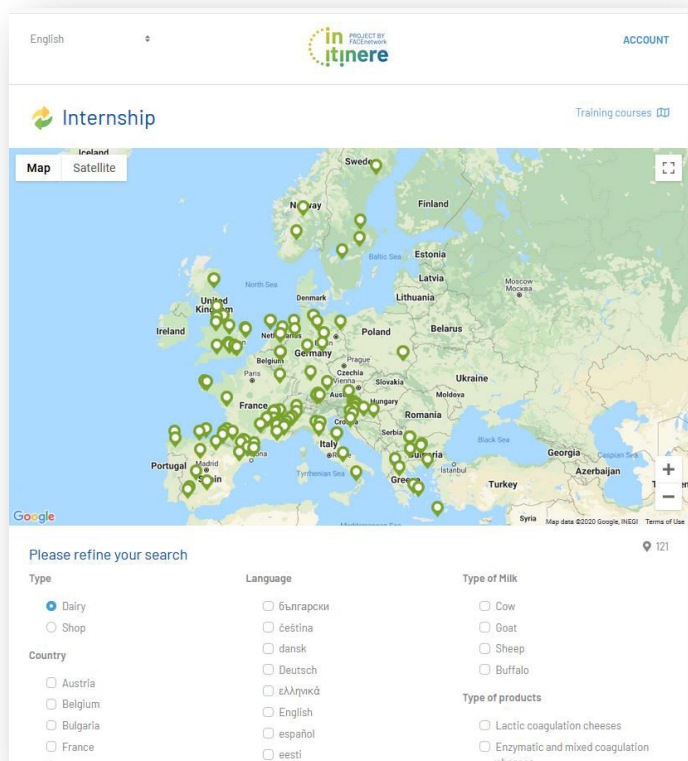 English
in
PROJECT BY
FACEnetwork
itinere
ACCOUNT
Internship
Training courses
Iceland
Map
Satellite
Sweden
Norway
Finland
Baltic Sea
Estonia
Latvia
Moscow
Москва
North Sea
Denmark
Lithuania
United
Kingdom
Ireland
Netherlands
Poland
Belarus
Germany
Belgium
Prague
Paris
Czechia
Ukraine
Vienna
Slovakia
Hungary
Moldova
France
Romania
Serbia
Italy
Black Sea
Georgia
Caspian Sea
Portugal
Madrid
Spain
Tyrrhenian Sea
Bulgaria
Istanbul
Azerbaijan
Greece
Turkey
Google
Mediterranean Sea
Syria
Map data ©2020 Google, INEGI
Terms of Use
Please refine your search
121
Type
Language
Type of Milk
Dairy
български
Cow
Shop
čeština
Goat
dansk
Sheep
Country
Deutsch
Buffalo
Austria
ελληνικά
Belgium
English
Type of products
Bulgaria
español
Lactic coagulation cheeses
France
eesti
Enzymatic and mixed coagulation